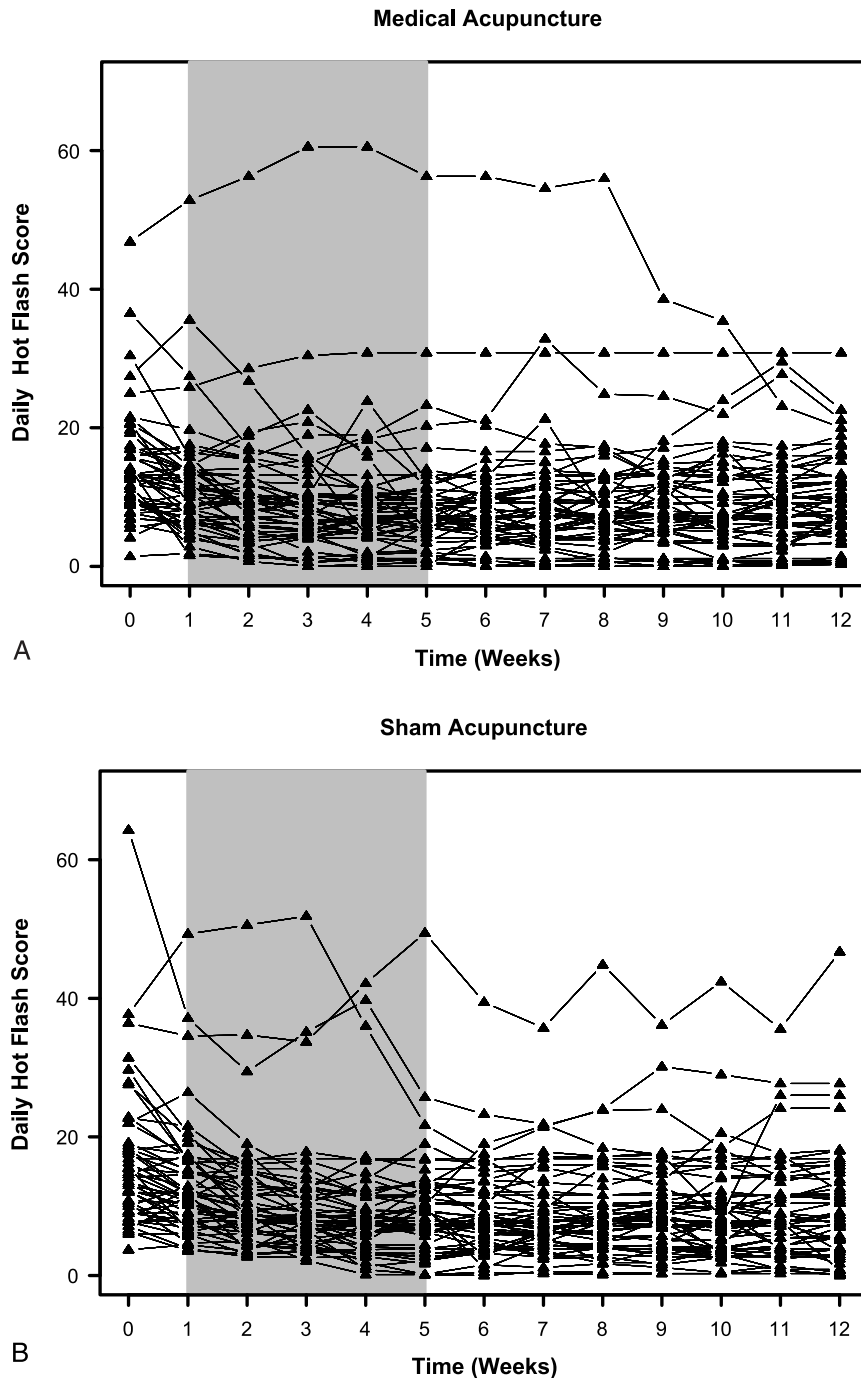 Medical Acupuncture
60
40
20
0
Daily Hot Flash Score
0 1 2 3 4 5 6 7 8 9 10 11 12
Time (Weeks)
A
Sham Acupuncture
60
40
20
0
Daily Hot Flash Score
0 1 2 3 4 5 6 7 8 9 10 11 12
Time (Weeks)
B